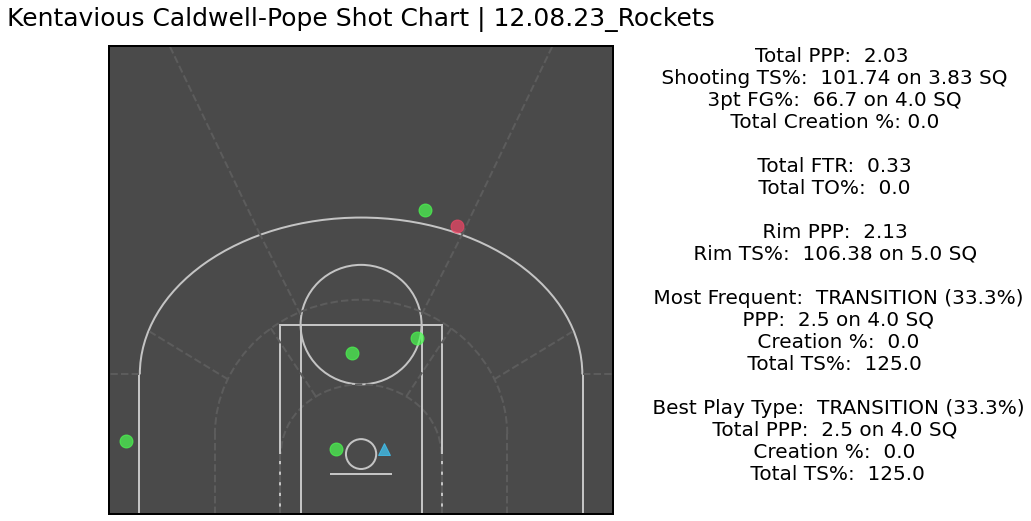 Kentavious Caldwell-Pope Shot Chart | 12.08.23_Rockets
Total PPP: 2.03
Shooting TS%: 101.74 on 3.83 SQ
3pt FG%: 66.7 on 4.0 SQ
Total Creation %: 0.0
Total FTR: 0.33
Total TO%: 0.0
Rim PPP: 2.13
Rim TS%: 106.38 on 5.0 SQ
Most Frequent: TRANSITION (33.3%)
PPP: 2.5 on 4.0 SQ
Creation %: 0.0
Total TS%: 125.0
Best Play Type: TRANSITION (33.3%)
Total PPP: 2.5 on 4.0 SQ
Creation %: 0.0
Total TS%: 125.0